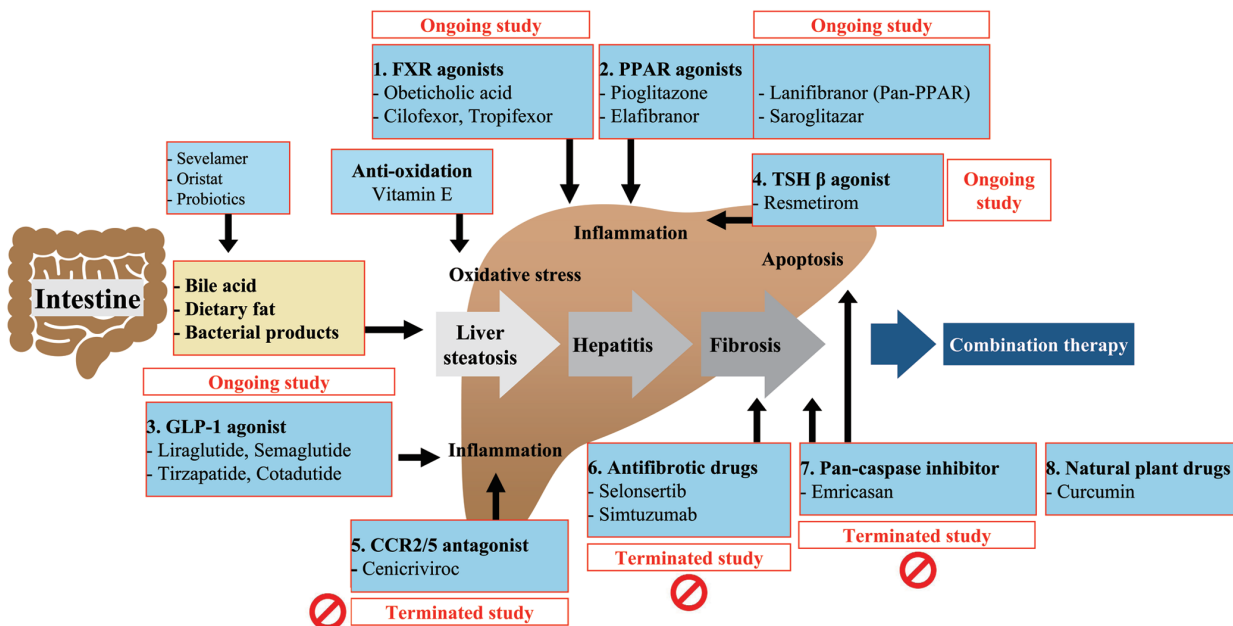 Ongoing study
1. FXR agonists
- Obeticholic acid
- Cilofexor, Tropifexor
2. PPAR agonists
- Pioglitazone
- Elafibranor
Ongoing study
- Lanifibranor (Pan-PPAR)
- Saroglitazar
- Sevelamer
- Oristat
- Probiotics
Anti-oxidation
Vitamin E
4. TSH β agonist
- Resmetirom
Ongoing
study
Inflammation
Apoptosis
Oxidative stress
Intestine
- Bile acid
- Dietary fat
- Bacterial products
Liver
steatosis
Hepatitis
Fibrosis
Combination therapy
Ongoing study
3. GLP-1 agonist
- Liraglutide, Semaglutide
- Tirzapatide, Cotadutide
Inflammation
5. CCR2/5 antagonist
- Cenicriviroc
Terminated study
6. Antifibrotic drugs
- Selonsertib
- Simtuzumab
Terminated study
7. Pan-caspase inhibitor
- Emricasan
Terminated study
8. Natural plant drugs
- Curcumin